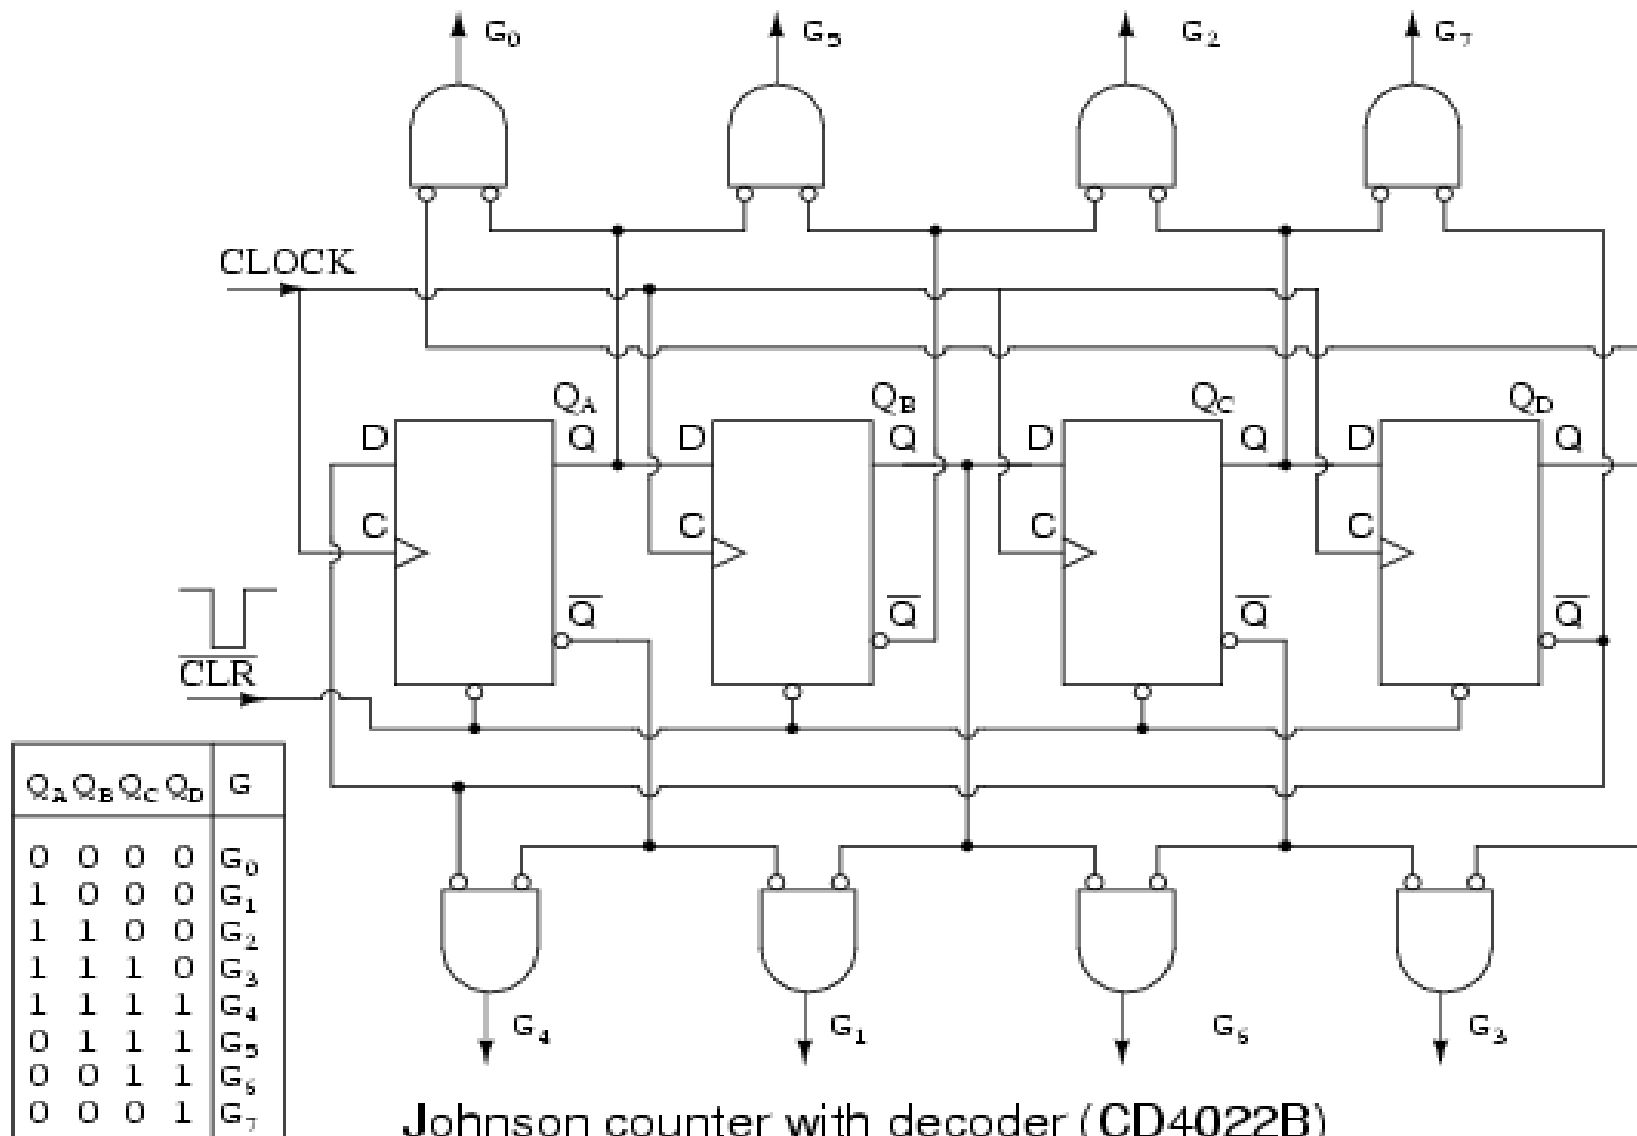 G₀ G₅ G₂ G₇
CLOCK
Q_A Q_B Q_C Q_D
D Q D Q D Q D Q
C C C C
Q̅ Q̅ Q̅ Q̅
C̅L̅R̅
Q_A Q_B Q_C Q_D G
0 0 0 0 G₀
1 0 0 0 G₁
1 1 0 0 G₂
1 1 1 0 G₃
1 1 1 1 G₄
0 1 1 1 G₅
0 0 1 1 G₆
0 0 0 1 G₇
G₄ G₁ G₆ G₃
Johnson counter with decoder (CD4022B)